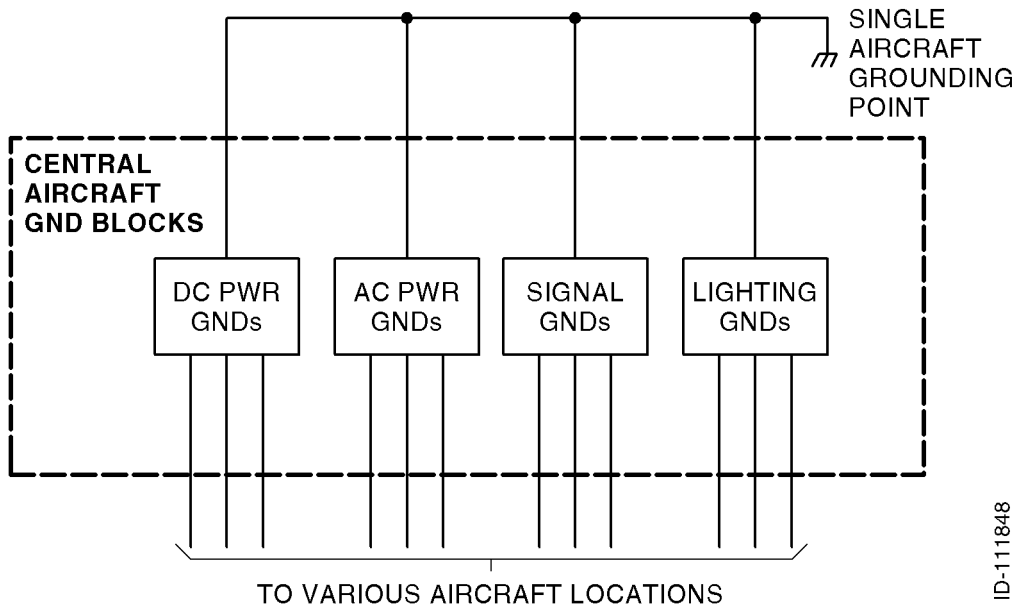 SINGLE
AIRCRAFT
GROUNDING
POINT
CENTRAL
AIRCRAFT
GND BLOCKS
DC PWR
GNDs
AC PWR
GNDs
SIGNAL
GNDs
LIGHTING
GNDs
TO VARIOUS AIRCRAFT LOCATIONS
ID-111848